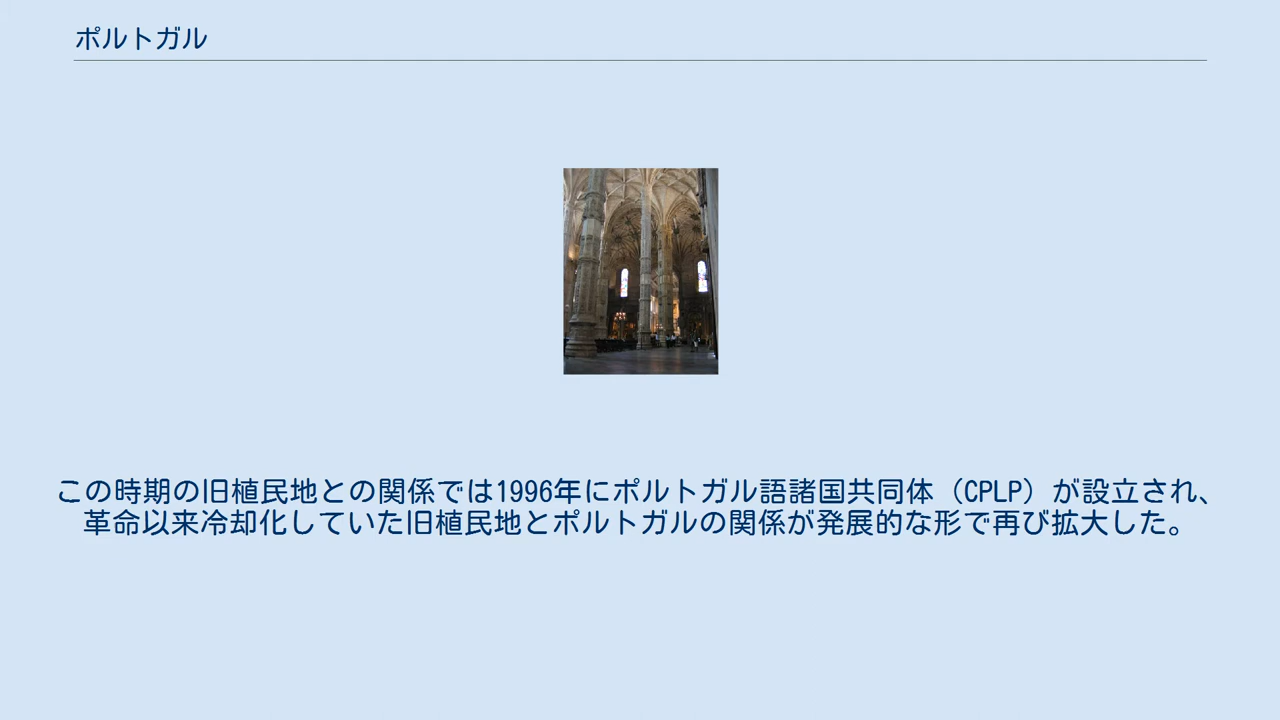 ポルトガル
この時期の旧植民地との関係では1996年にポルトガル語諸国共同体（CPLP）が設立され、
革命以来冷却化していた旧植民地とポルトガルの関係が発展的な形で再び拡大した。